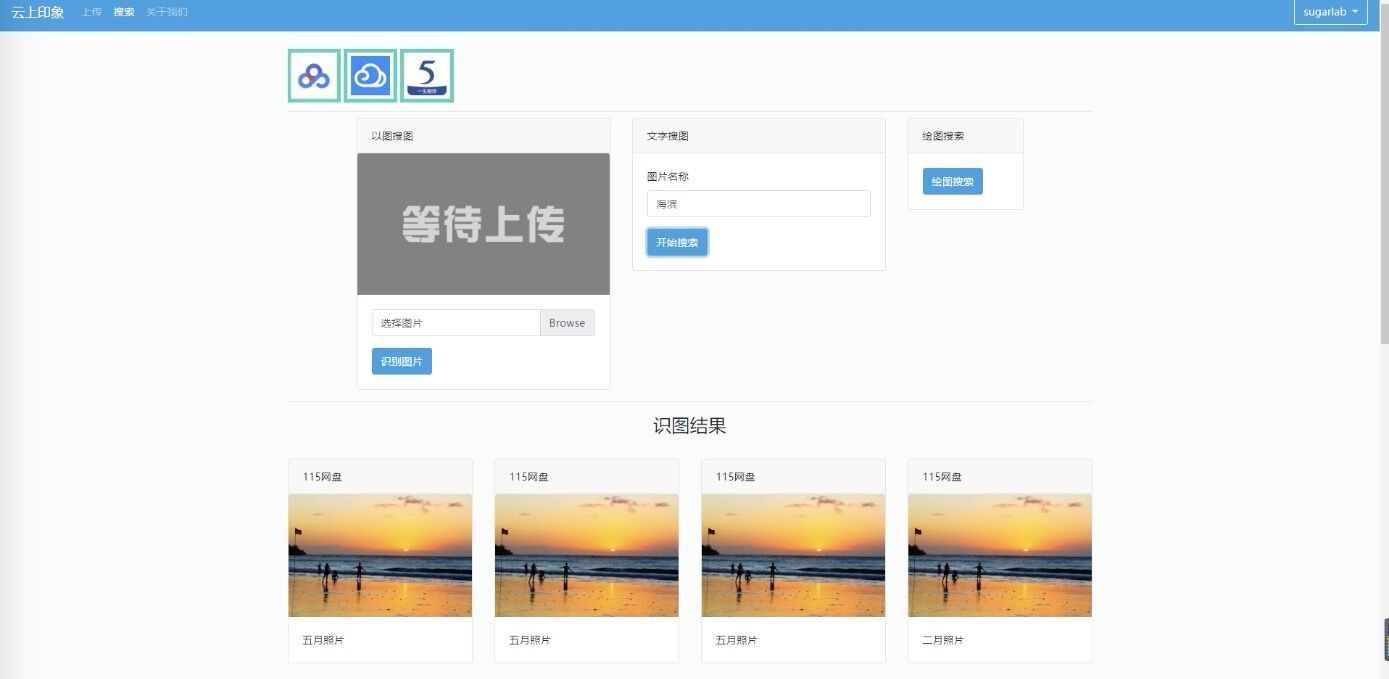 云上印象 上传 搜索 关于我们 sugarlab
5
以图搜图 文字搜图 绘图搜索
图片名称 绘图搜索
海滨
等待上传
开始搜索
选择图片 Browse
识别图片
识图结果
115网盘 115网盘 115网盘 115网盘
五月照片 五月照片 五月照片 二月照片